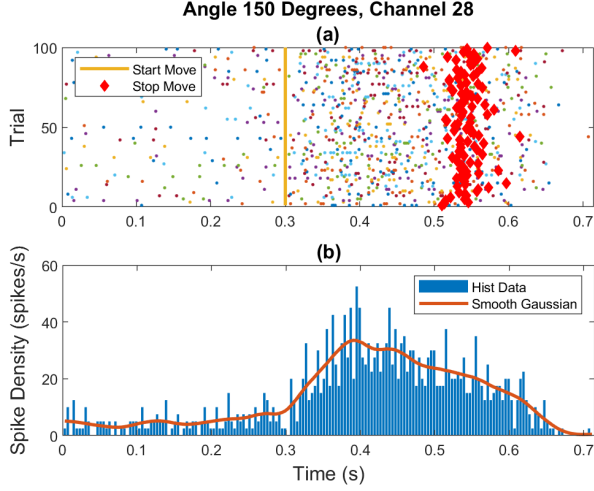 Angle 150 Degrees, Channel 28
(a)
100
50
0
Trial
Start Move
Stop Move
0 0.1 0.2 0.3 0.4 0.5 0.6 0.7
(b)
60
40
20
0
Spike Density (spikes/s)
Hist Data
Smooth Gaussian
0 0.1 0.2 0.3 0.4 0.5 0.6 0.7
Time (s)